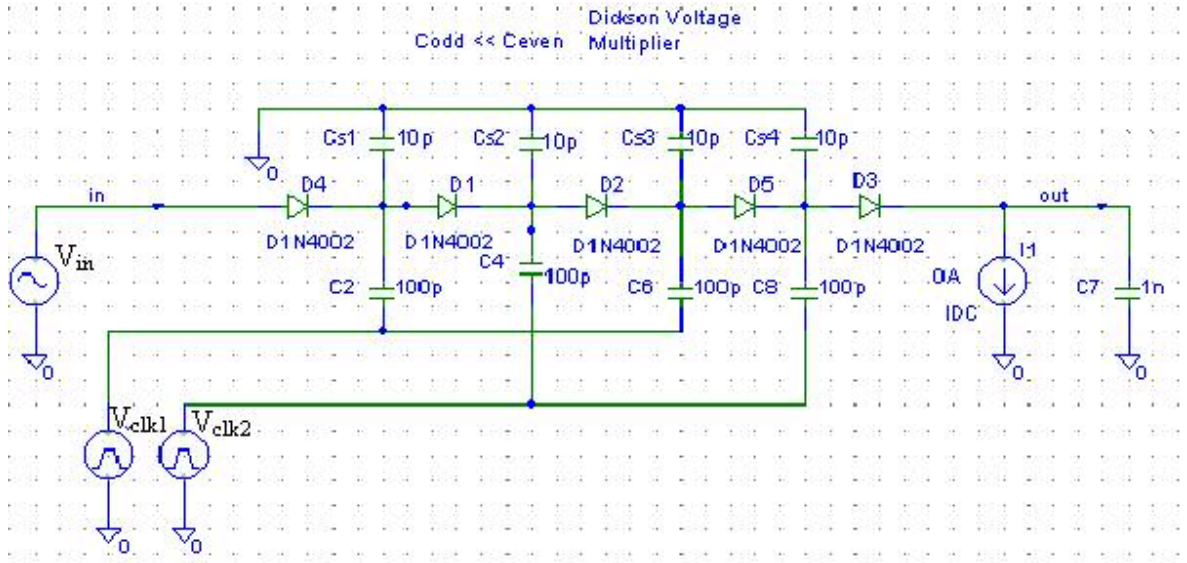 Dickson Voltage
Codd << Ceven Multiplier
Cs1 10p Cs2 10p Cs3 10p Cs4 10p
0
D4 D1 D2 D5 D3
in out
D1N4002 D1N4002 D1N4002 D1N4002 D1N4002
Vin C4 100p I1
C2 100p C6 100p C8 100p 0A C7 1n
IDC
0 0 0
Vclk1 Vclk2
0 0